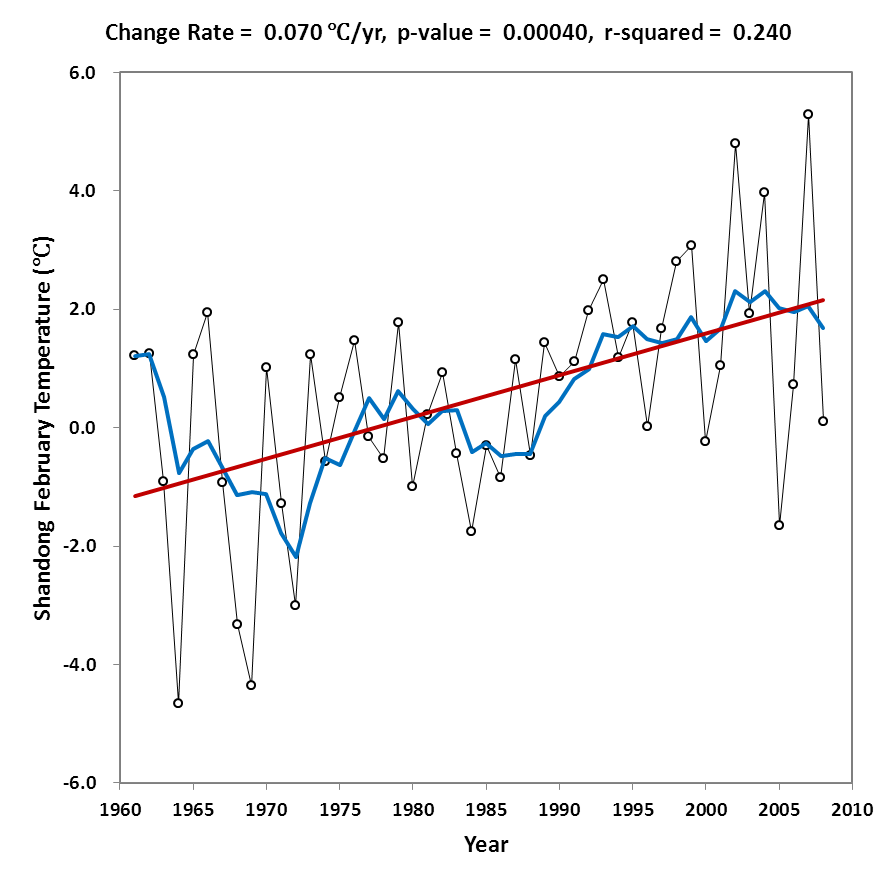 Change Rate = 0.070 ℃/yr, p-value = 0.00040, r-squared = 0.240
Shandong February Temperature (℃)
6.0
4.0
2.0
0.0
-2.0
-4.0
-6.0
1960 1965 1970 1975 1980 1985 1990 1995 2000 2005 2010
Year